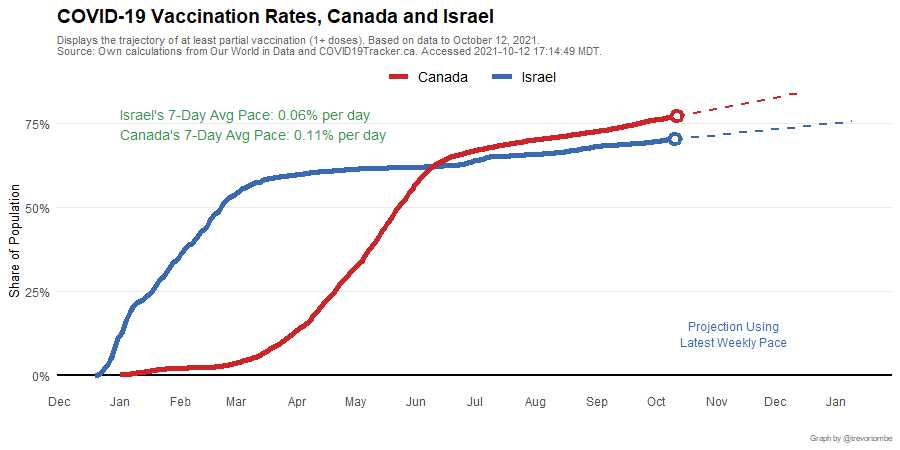 COVID-19 Vaccination Rates, Canada and Israel
Displays the trajectory of at least partial vaccination (1+ doses). Based on data to October 12, 2021.
Source: Own calculations from Our World in Data and COVID19Tracker.ca. Accessed 2021-10-12 17:14:49 MDT.
Canada Israel
Israel's 7-Day Avg Pace: 0.06% per day
Canada's 7-Day Avg Pace: 0.11% per day
Share of Population
75%
50%
25%
0%
Projection Using
Latest Weekly Pace
Dec Jan Feb Mar Apr May Jun Jul Aug Sep Oct Nov Dec Jan
Graph by @trevortombe